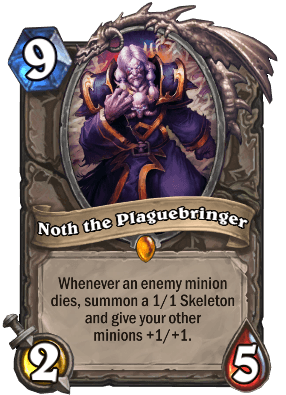 9
Noth the Plaguebringer
Whenever an enemy minion
dies, summon a 1/1 Skeleton
and give your other
minions +1/+1.
2
5